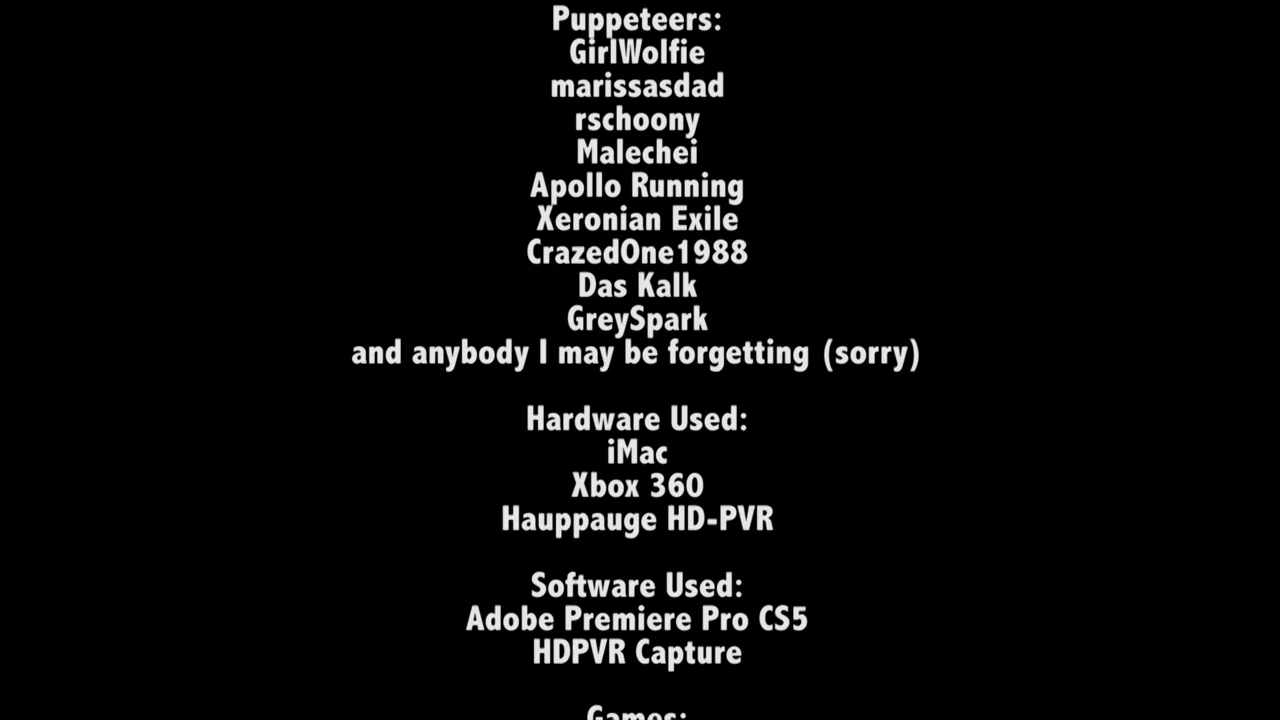 Puppeteers:
GirlWolfie
marissasdad
rschoony
Malechei
Apollo Running
Xeronian Exile
CrazedOne1988
Das Kalk
GreySpark
and anybody I may be forgetting (sorry)
Hardware Used:
iMac
Xbox 360
Hauppauge HD-PVR
Software Used:
Adobe Premiere Pro CS5
HDPVR Capture
Games: